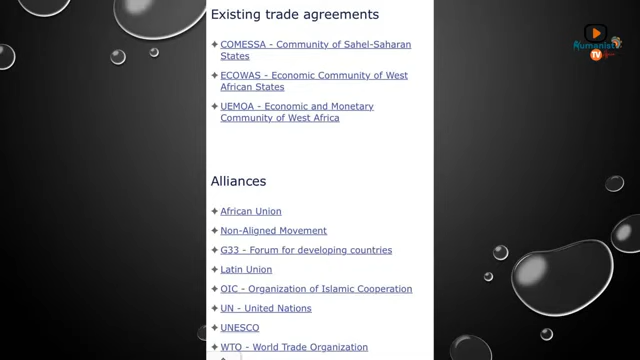 Existing trade agreements
COMESSA - Community of Sahel-Saharan
States
ECOWAS - Economic Community of West
African States
UEMOA - Economic and Monetary
Community of West Africa
Alliances
African Union
Non-Aligned Movement
G33 - Forum for developing countries
Latin Union
OIC - Organization of Islamic Cooperation
UN - United Nations
UNESCO
WTO - World Trade Organization
Humanist
TV